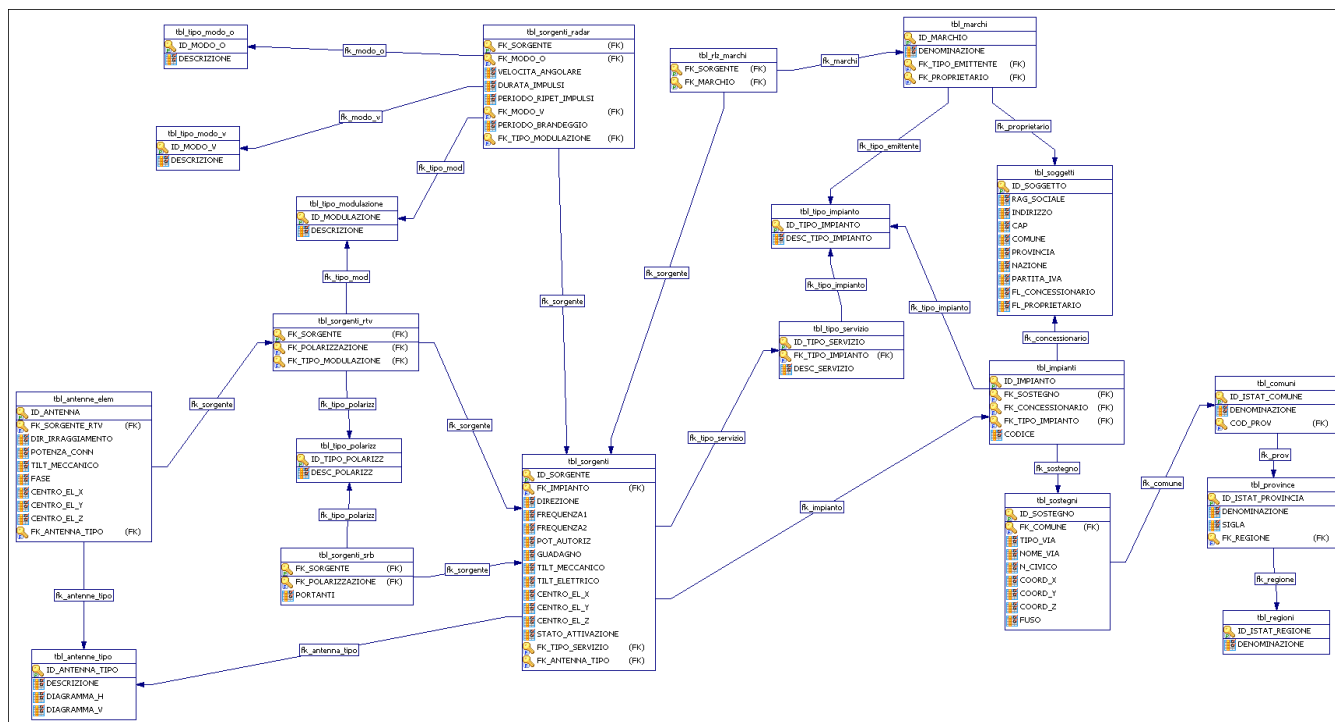 tbl_tipo_modo_o
ID_MODO_O
DESCRIZIONE
fk_modo_o
tbl_sorgenti_radar
FK_SORGENTE (FK)
FK_MODO_O (FK)
VELOCITA_ANGOLARE
DURATA_IMPULSI
PERIODO_RIPET_IMPULSI
FK_MODO_V (FK)
PERIODO_BRANDEGGIO
FK_TIPO_MODULAZIONE (FK)
tbl_rlz_marchi
FK_SORGENTE (FK)
FK_MARCHIO (FK)
fk_marchi
tbl_marchi
ID_MARCHIO
DENOMINAZIONE
FK_TIPO_EMITTENTE (FK)
FK_PROPRIETARIO (FK)
fk_modo_v
tbl_tipo_modo_v
ID_MODO_V
DESCRIZIONE
fk_tipo_mod
fk_proprietario
fk_tipo_emittente
tbl_soggetti
ID_SOGGETTO
RAG_SOCIALE
INDIRIZZO
CAP
COMUNE
PROVINCIA
NAZIONE
PARTITA_IVA
FL_CONCESSIONARIO
FL_PROPRIETARIO
tbl_tipo_modulazione
ID_MODULAZIONE
DESCRIZIONE
tbl_tipo_impianto
ID_TIPO_IMPIANTO
DESC_TIPO_IMPIANTO
fk_tipo_mod
fk_sorgente
fk_sorgente
fk_tipo_impianto
fk_tipo_impianto
fk_concessionario
tbl_sorgenti_rtv
FK_SORGENTE (FK)
FK_POLARIZZAZIONE (FK)
FK_TIPO_MODULAZIONE (FK)
tbl_tipo_servizio
ID_TIPO_SERVIZIO
FK_TIPO_IMPIANTO (FK)
DESC_SERVIZIO
tbl_impianti
ID_IMPIANTO
FK_SOSTEGNO (FK)
FK_CONCESSIONARIO (FK)
FK_TIPO_IMPIANTO (FK)
CODICE
tbl_comuni
ID_ISTAT_COMUNE
DENOMINAZIONE
COD_PROV (FK)
tbl_antenne_elem
ID_ANTENNA
FK_SORGENTE_RTV (FK)
DIR_IRRAGGIAMENTO
POTENZA_CONN
TILT_MECCANICO
FASE
CENTRO_EL_X
CENTRO_EL_Y
CENTRO_EL_Z
FK_ANTENNA_TIPO (FK)
fk_sorgente
fk_tipo_polarizz
fk_sorgente
fk_tipo_servizio
tbl_tipo_polarizz
ID_TIPO_POLARIZZ
DESC_POLARIZZ
fk_tipo_polarizz
tbl_sorgenti
ID_SORGENTE
FK_IMPIANTO (FK)
DIREZIONE
FREQUENZA1
FREQUENZA2
POT_AUTORIZ
GUADAGNO
TILT_MECCANICO
TILT_ELETTRICO
CENTRO_EL_X
CENTRO_EL_Y
CENTRO_EL_Z
STATO_ATTIVAZIONE
FK_TIPO_SERVIZIO (FK)
FK_ANTENNA_TIPO (FK)
fk_impianto
fk_sostegno
fk_comune
fk_prov
tbl_province
ID_ISTAT_PROVINCIA
DENOMINAZIONE
SIGLA
FK_REGIONE (FK)
tbl_sostegni
ID_SOSTEGNO
FK_COMUNE (FK)
TIPO_VIA
NOME_VIA
N_CIVICO
COORD_X
COORD_Y
COORD_Z
FUSO
fk_regione
tbl_regioni
ID_ISTAT_REGIONE
DENOMINAZIONE
tbl_sorgenti_srb
FK_SORGENTE (FK)
FK_POLARIZZAZIONE (FK)
PORTANTI
fk_sorgente
fk_antenne_tipo
fk_antenna_tipo
tbl_antenne_tipo
ID_ANTENNA_TIPO
DESCRIZIONE
DIAGRAMMA_H
DIAGRAMMA_V